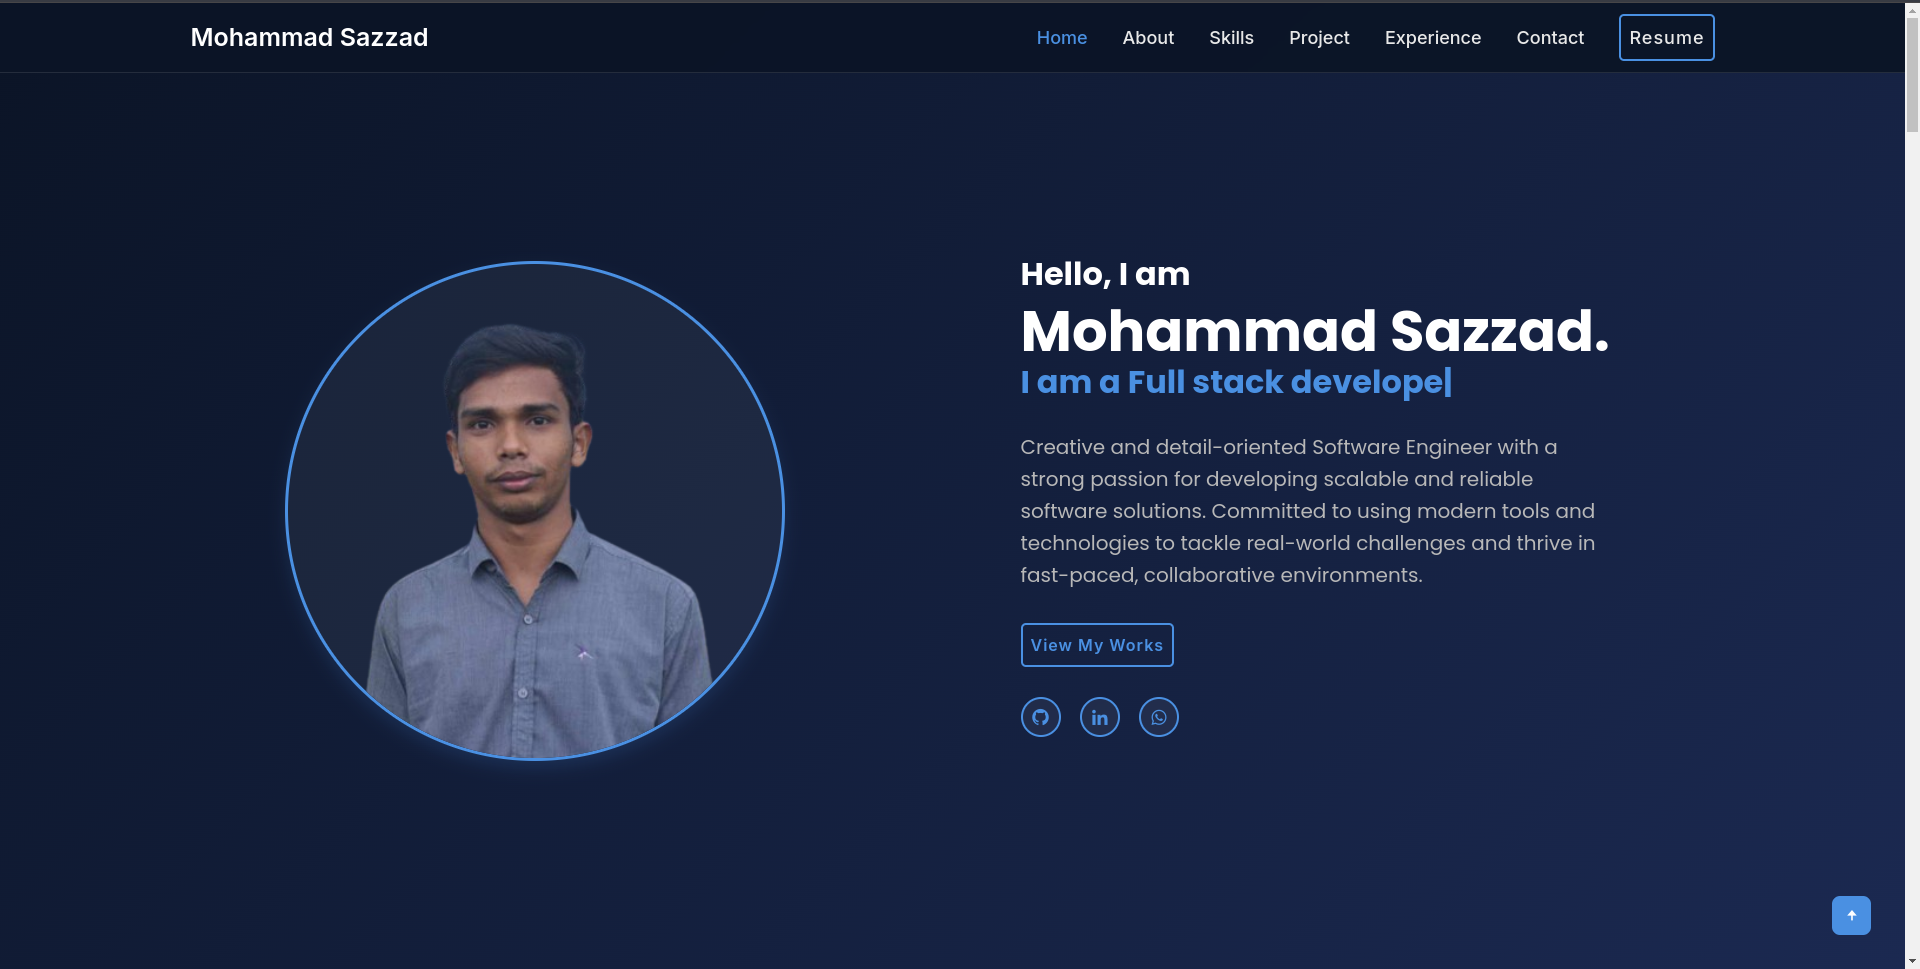 Mohammad Sazzad
Home About Skills Project Experience Contact Resume
Hello, I am
Mohammad Sazzad.
I am a Full stack develope|
Creative and detail-oriented Software Engineer with a
strong passion for developing scalable and reliable
software solutions. Committed to using modern tools and
technologies to tackle real-world challenges and thrive in
fast-paced, collaborative environments.
View My Works
in